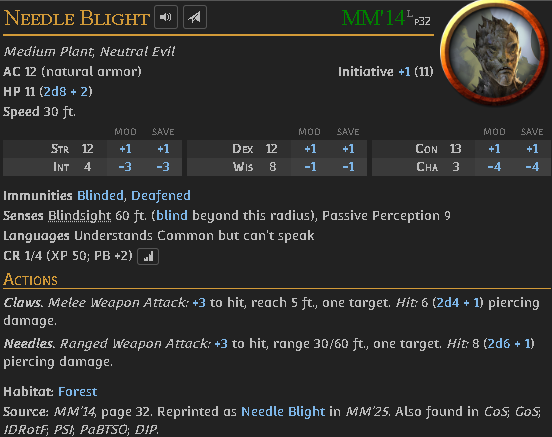 Needle Blight MM'14ᴸ P32
Medium Plant, Neutral Evil
AC 12 (natural armor) Initiative +1 (11)
HP 11 (2d8 + 2)
Speed 30 ft.
MOD SAVE MOD SAVE MOD SAVE
Str 12 +1 +1 Dex 12 +1 +1 Con 13 +1 +1
Int 4 −3 −3 Wis 8 −1 −1 Cha 3 −4 −4
Immunities Blinded, Deafened
Senses Blindsight 60 ft. (blind beyond this radius), Passive Perception 9
Languages Understands Common but can't speak
CR 1/4 (XP 50; PB +2)
Actions
Claws. Melee Weapon Attack: +3 to hit, reach 5 ft., one target. Hit: 6 (2d4 + 1) piercing
damage.
Needles. Ranged Weapon Attack: +3 to hit, range 30/60 ft., one target. Hit: 8 (2d6 + 1)
piercing damage.
Habitat: Forest
Source: MM'14, page 32. Reprinted as Needle Blight in MM'25. Also found in CoS; GoS;
IDRotF; PSI; PaBTSO; DIP.